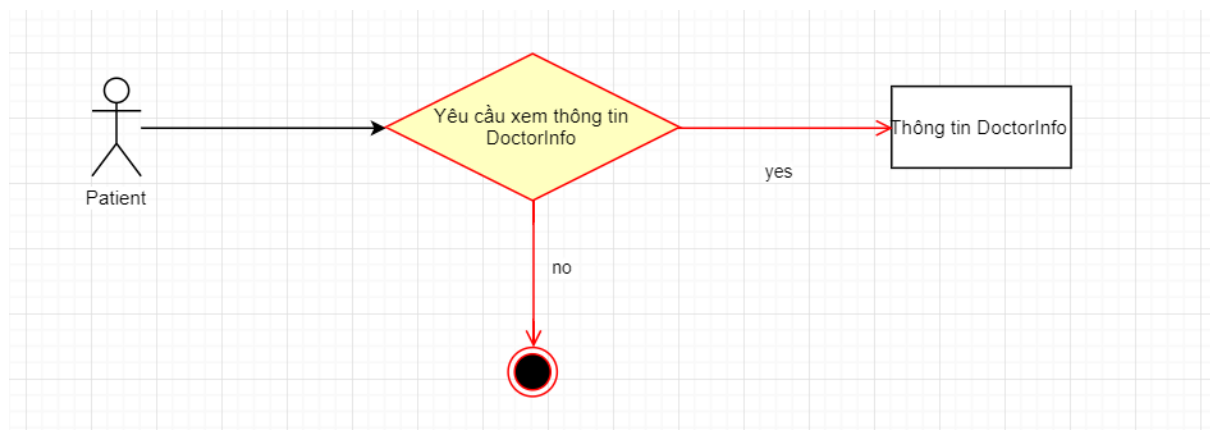 Yêu cầu xem thông tin
DoctorInfo
Thông tin DoctorInfo
yes
Patient
no